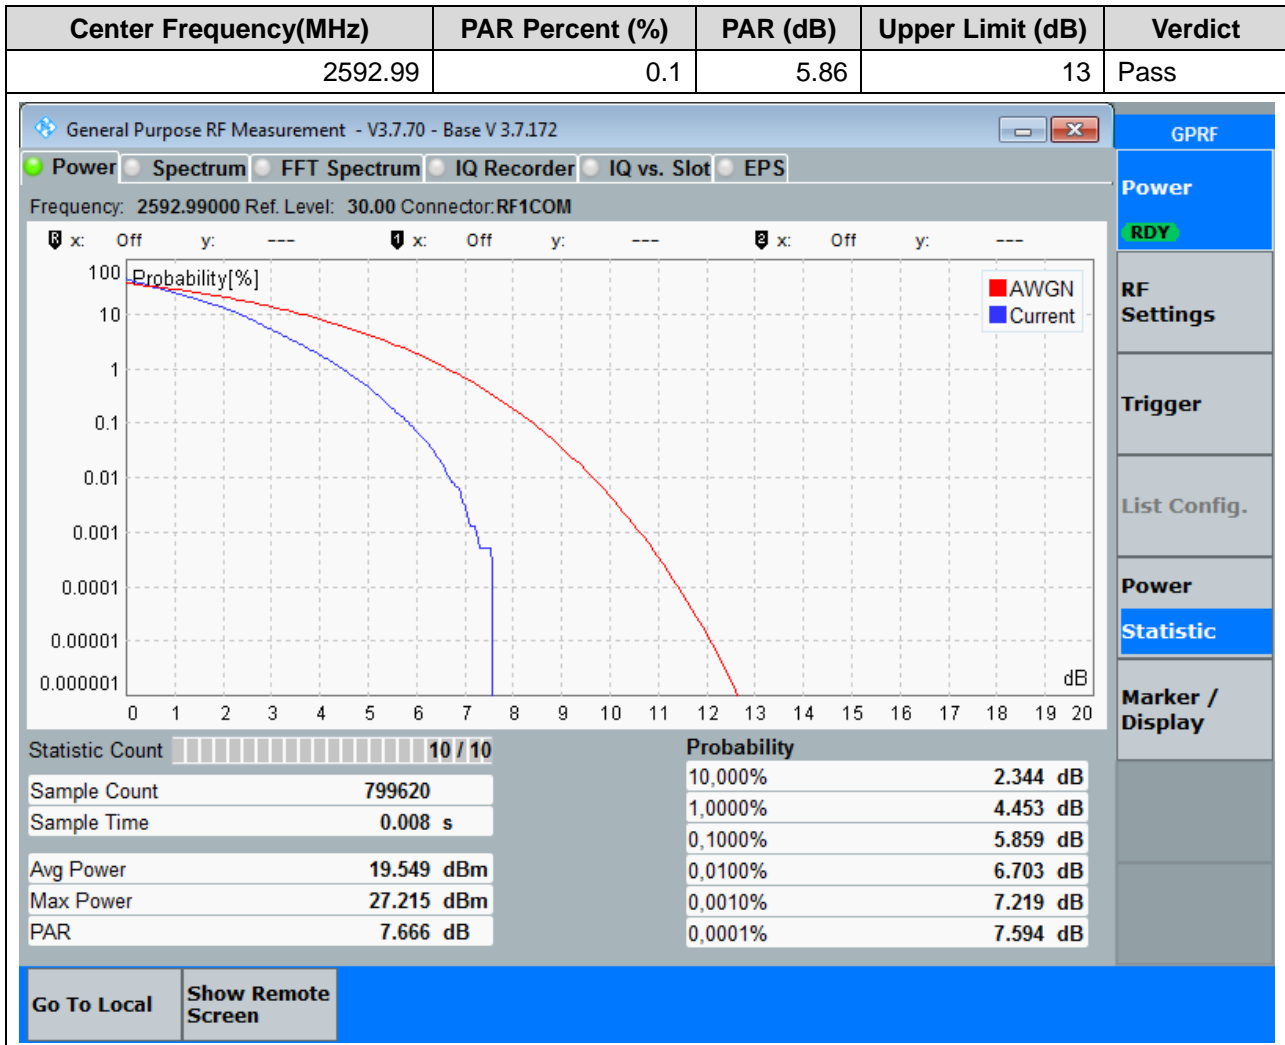 Center Frequency(MHz) PAR Percent (%) PAR (dB) Upper Limit (dB) Verdict
2592.99 0.1 5.86 13 Pass
General Purpose RF Measurement - V3.7.70 - Base V 3.7.172
GPRF
Power Spectrum FFT Spectrum IQ Recorder IQ vs. Slot EPS
Frequency: 2592.99000 Ref. Level: 30.00 Connector: RF1COM
R x: Off y: --- 1 x: Off y: --- 2 x: Off y: ---
Probability[%]
100
10
1
0.1
0.01
0.001
0.0001
0.00001
0.000001
AWGN
Current
dB
0 1 2 3 4 5 6 7 8 9 10 11 12 13 14 15 16 17 18 19 20
Statistic Count 10 / 10
Sample Count 799620
Sample Time 0.008 s
Avg Power 19.549 dBm
Max Power 27.215 dBm
PAR 7.666 dB
Probability
10,000% 2.344 dB
1,0000% 4.453 dB
0,1000% 5.859 dB
0,0100% 6.703 dB
0,0010% 7.219 dB
0,0001% 7.594 dB
Power
RDY
RF
Settings
Trigger
List Config.
Power
Statistic
Marker /
Display
Go To Local
Show Remote
Screen